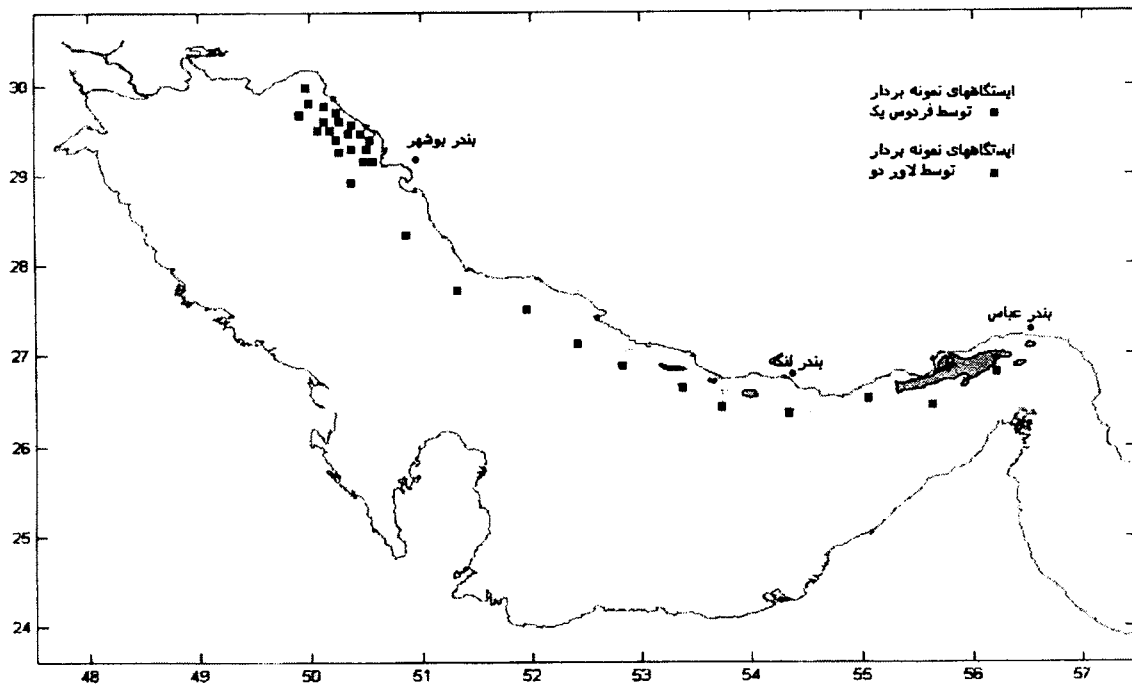 ایستگاههای نمونه بردار
توسط فردوس یک
ایستگاههای نمونه بردار
توسط لاور دو
بندر بوشهر
بندر عباس
بندر لنگه
30
29
28
27
26
25
24
48
49
50
51
52
53
54
55
56
57